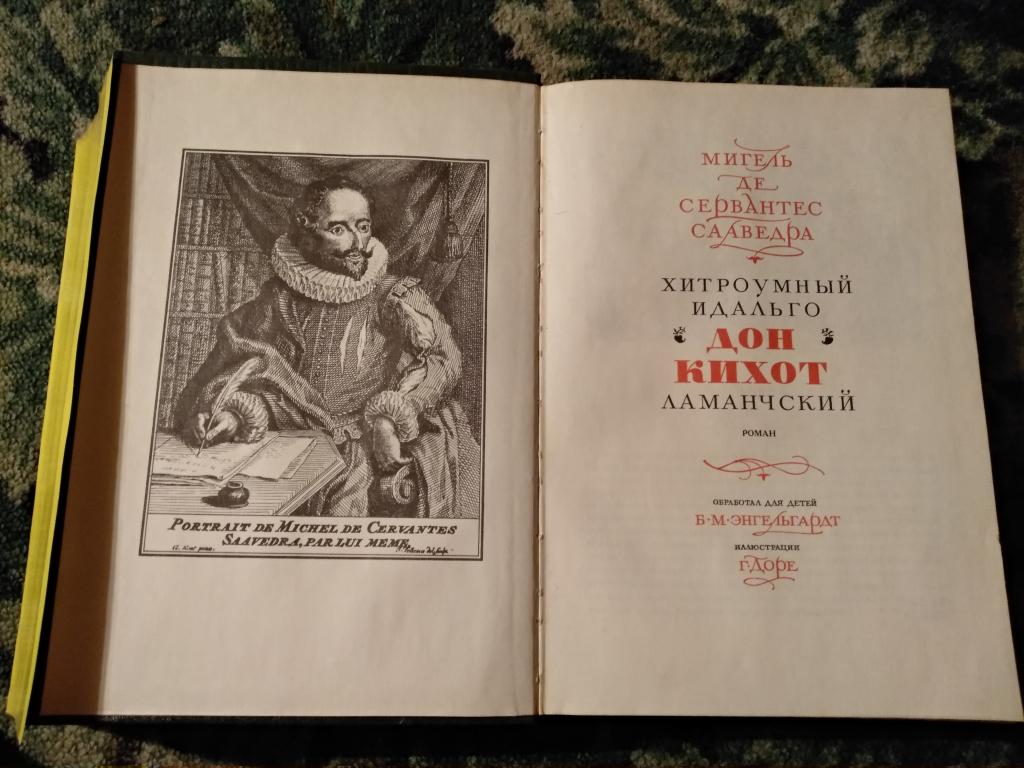 PORTRAIT DE MICHEL DE CERVANTES
SAAVEDRA, PAR LUI MEME.
МИГЕЛЬ
ДЕ
СЕРВАНТЕС
СААВЕДРА
ХИТРОУМНЫЙ
ИДАЛЬГО
ДОН
КИХОТ
ЛАМАНЧСКИЙ
РОМАН
ОБРАБОТАЛ ДЛЯ ДЕТЕЙ
Б·М·ЭНГЕЛЬГАРДТ
ИЛЛЮСТРАЦИИ
Г·ДОРЕ